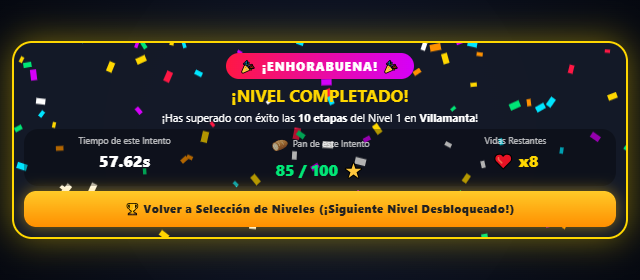 ¡ENHORABUENA!
¡NIVEL COMPLETADO!
¡Has superado con éxito las 10 etapas del Nivel 1 en Villamanta!
Tiempo de este Intento
57.62s
Pan de este Intento
85 / 100
Vidas Restantes
x8
Volver a Selección de Niveles (¡Siguiente Nivel Desbloqueado!)